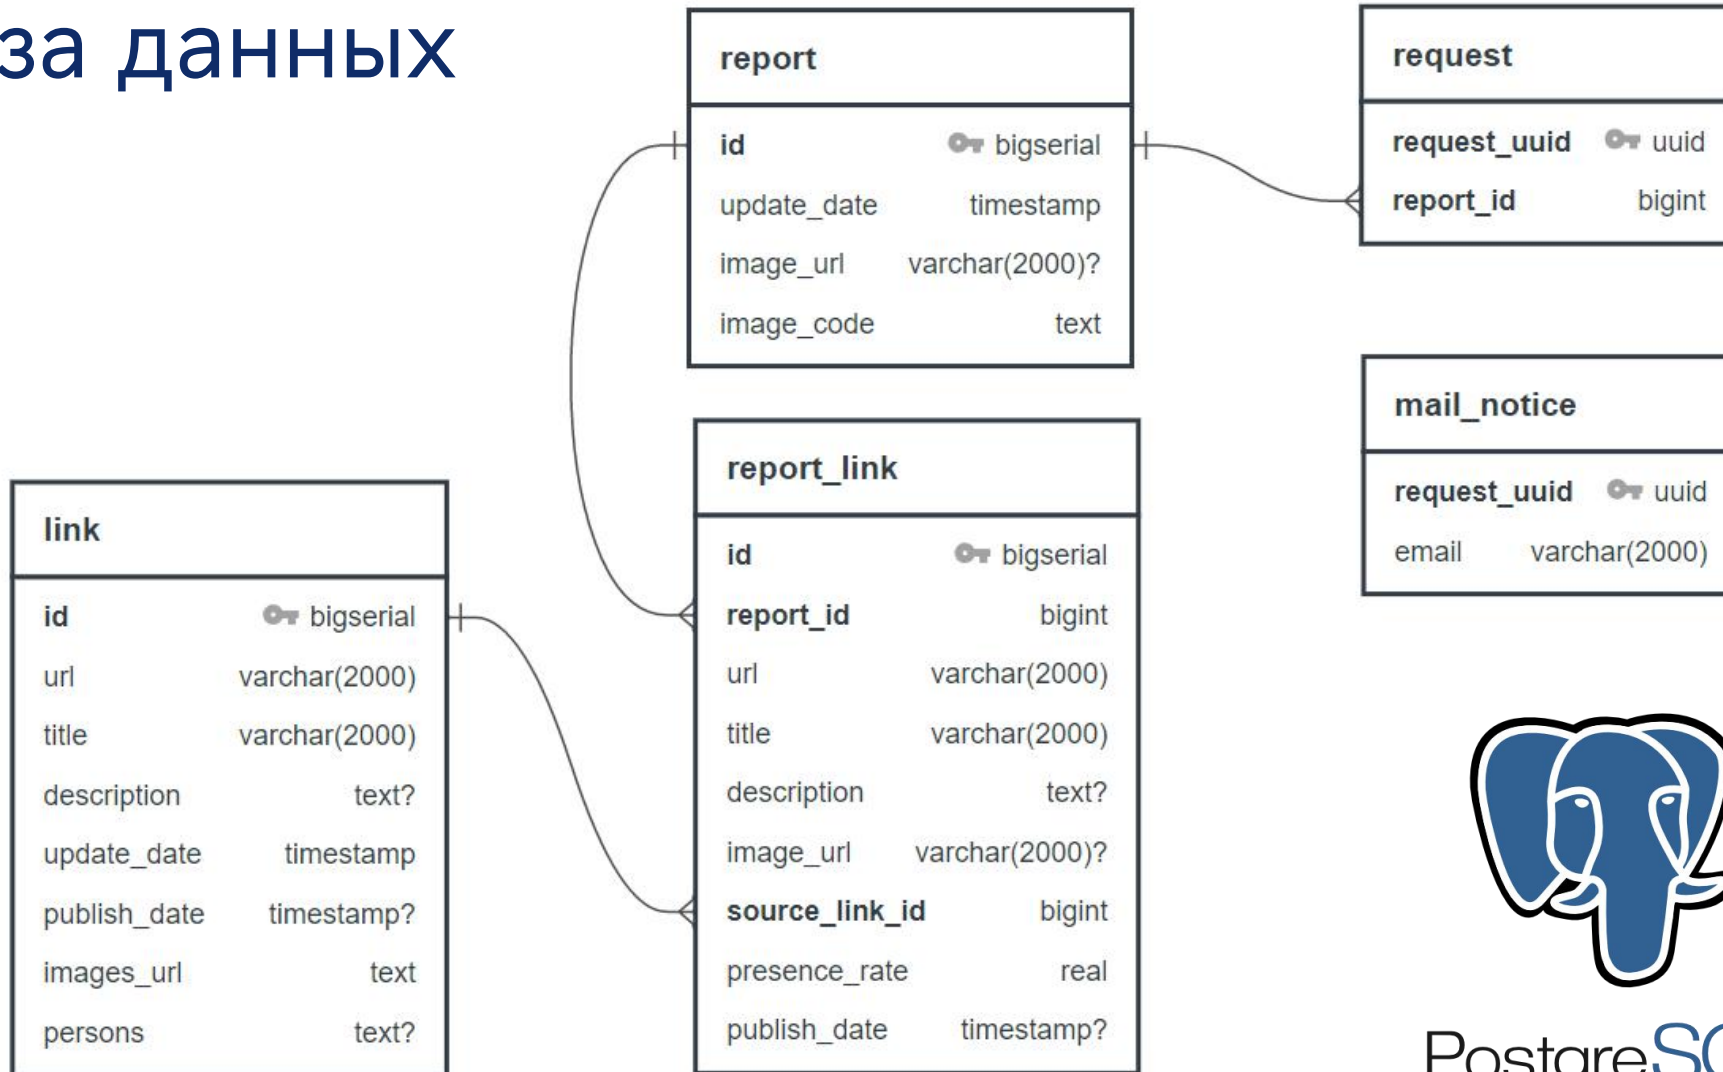 за данных
report
id bigserial
update_date timestamp
image_url varchar(2000)?
image_code text
request
request_uuid uuid
report_id bigint
mail_notice
request_uuid uuid
email varchar(2000)
link
id bigserial
url varchar(2000)
title varchar(2000)
description text?
update_date timestamp
publish_date timestamp?
images_url text
persons text?
report_link
id bigserial
report_id bigint
url varchar(2000)
title varchar(2000)
description text?
image_url varchar(2000)?
source_link_id bigint
presence_rate real
publish_date timestamp?
PostgreSQ